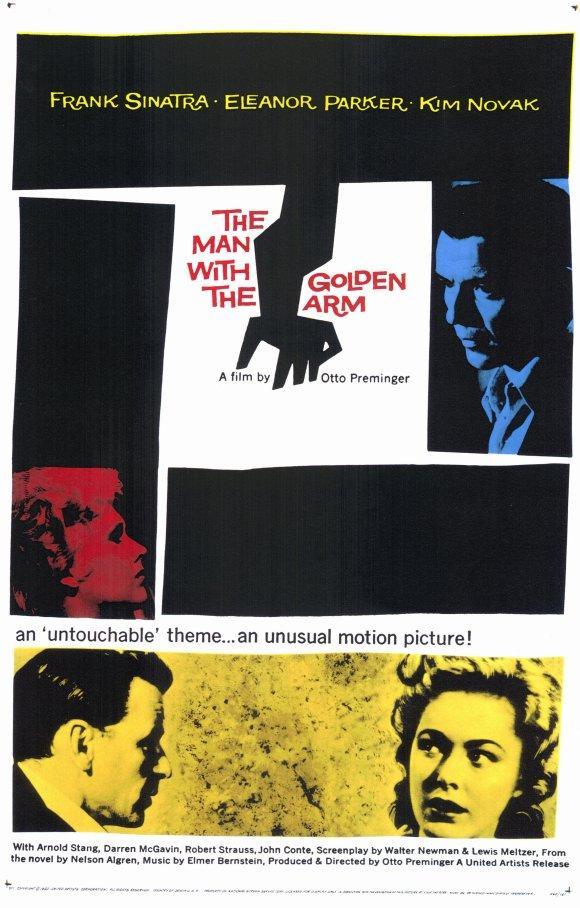 FRANK SINATRA · ELEANOR PARKER · KIM NOVAK
THE
MAN
WITH
THE
GOLDEN
ARM
A film by Otto Preminger
an 'untouchable' theme...an unusual motion picture!
With Arnold Stang, Darren McGavin, Robert Strauss, John Conte, Screenplay by Walter Newman & Lewis Meltzer, From
the novel by Nelson Algren, Music by Elmer Bernstein, Produced & Directed by Otto Preminger A United Artists Release